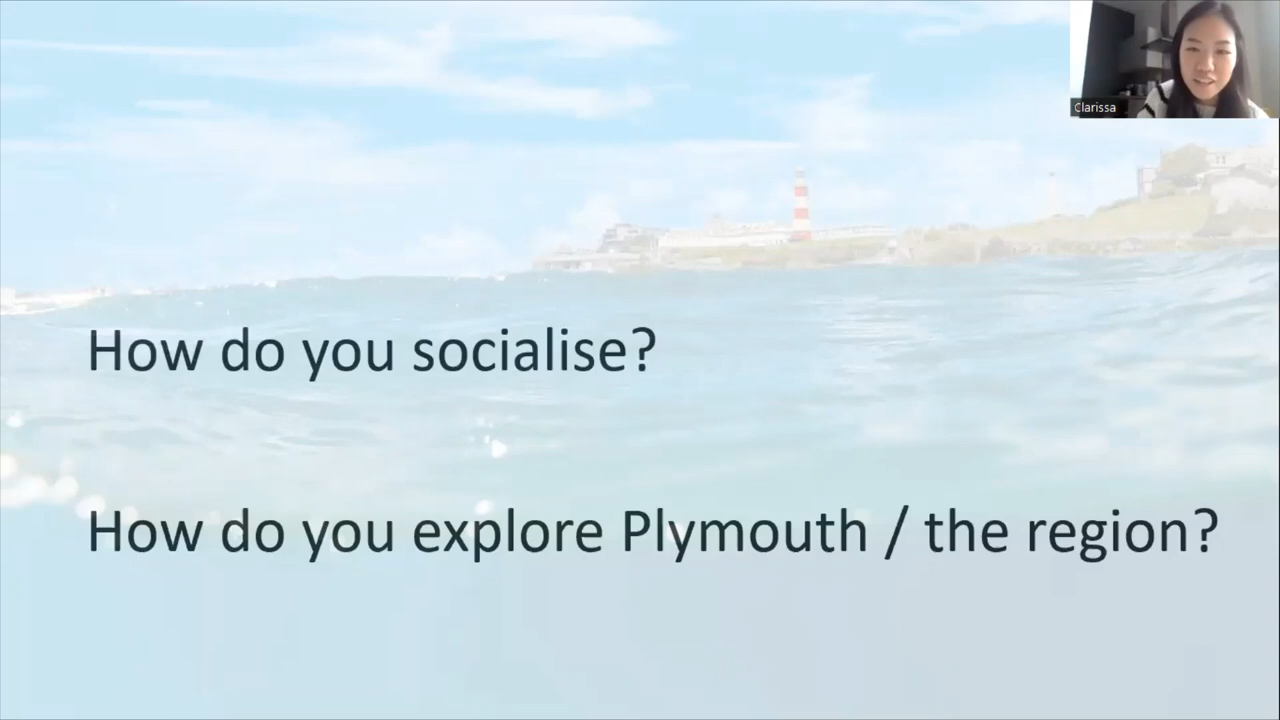 Clarissa
How do you socialise?
How do you explore Plymouth / the region?